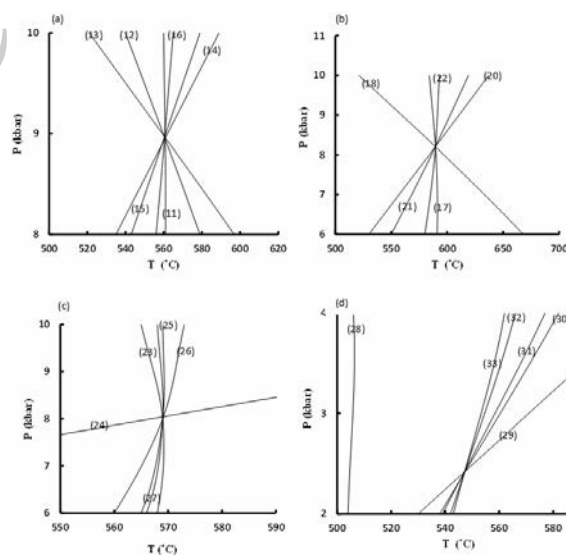 (a)
10
9
8
P (kbar)
500 520 540 560 580 600 620
T (˚C)
(13) (12) (16) (14)
(15) (11)
(b)
11
10
9
8
7
6
P (kbar)
500 550 600 650 700
T (˚C)
(18) (22) (20)
(21) (17)
(c)
10
9
8
7
6
P (kbar)
550 560 570 580 590
T (˚C)
(23) (25) (26)
(24)
(27)
(d)
4
3
2
P (kbar)
500 520 540 560 580
T (˚C)
(28) (32) (30)
(33) (31)
(29)